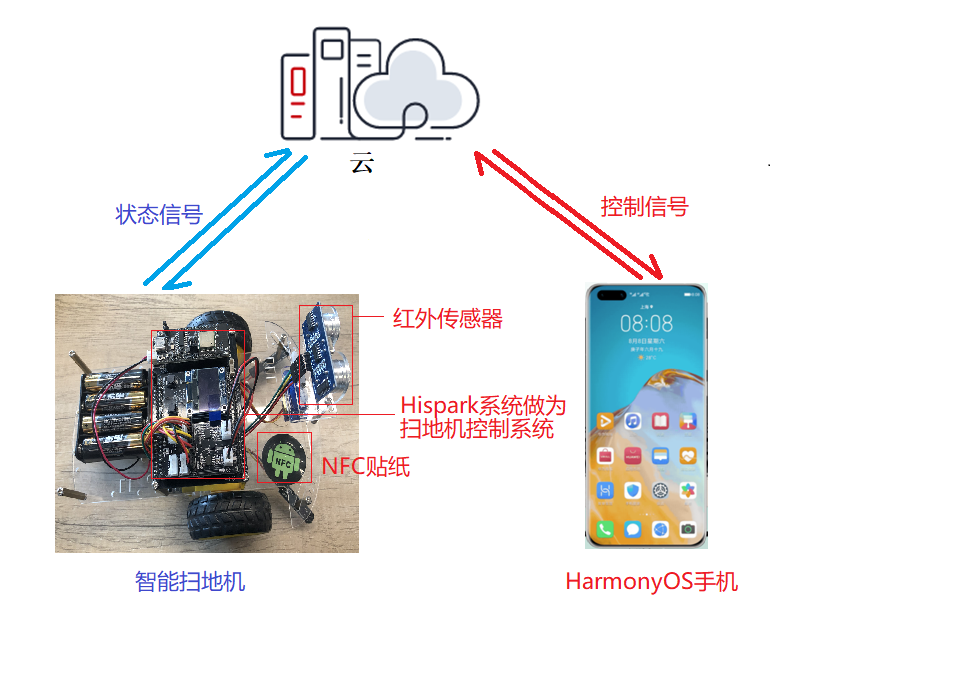 云
状态信号
控制信号
红外传感器
Hispark系统做为
扫地机控制系统
NFC
NFC贴纸
08:08
智能扫地机
HarmonyOS手机